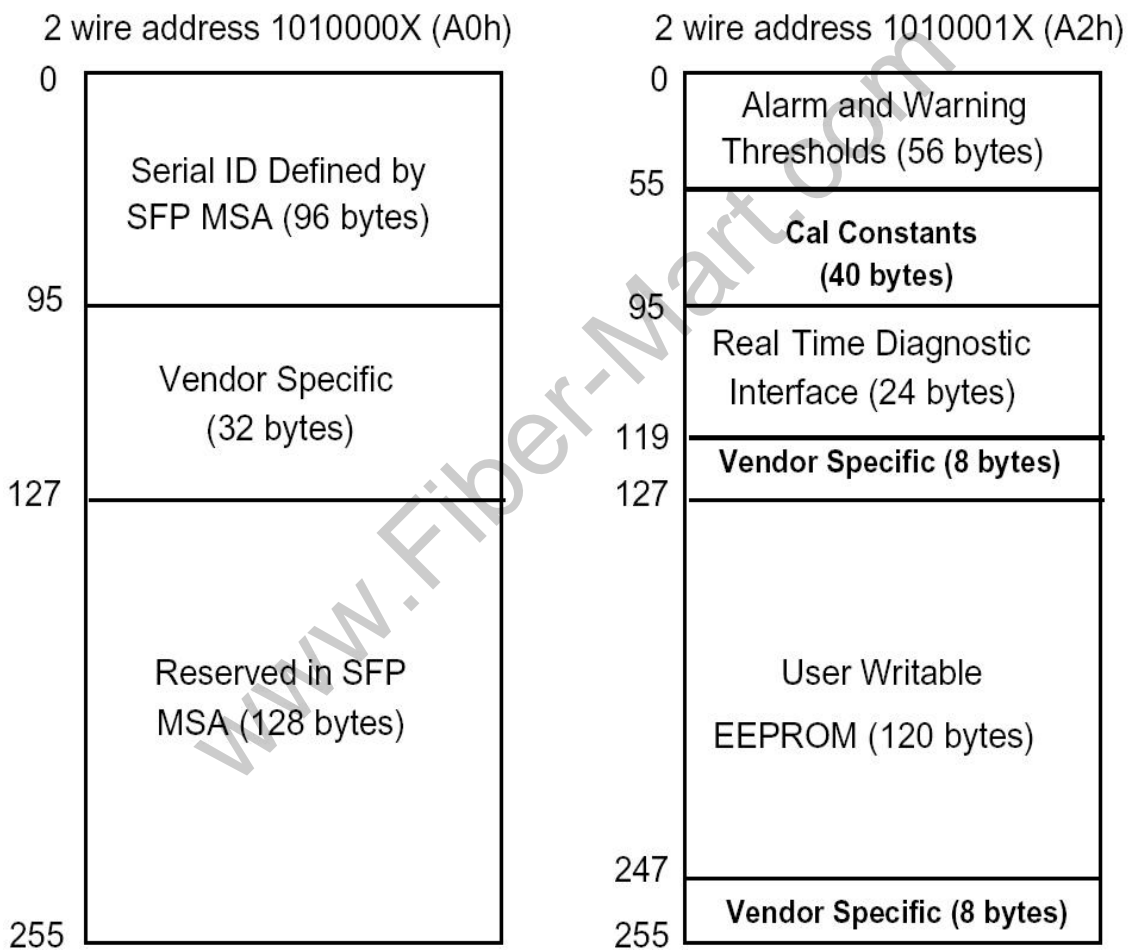 2 wire address 1010000X (A0h)
0
Serial ID Defined by
SFP MSA (96 bytes)
95
Vendor Specific
(32 bytes)
127
Reserved in SFP
MSA (128 bytes)
255
2 wire address 1010001X (A2h)
0
Alarm and Warning
Thresholds (56 bytes)
55
Cal Constants
(40 bytes)
95
Real Time Diagnostic
Interface (24 bytes)
119
Vendor Specific (8 bytes)
127
User Writable
EEPROM (120 bytes)
247
Vendor Specific (8 bytes)
255
www.Fiber-Mart.com